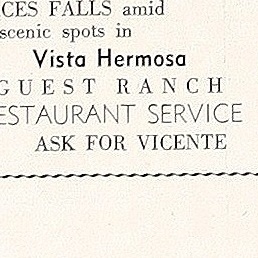 CES FALLS amid
scenic spots in
Vista Hermosa
GUEST RANCH
ESTAURANT SERVICE
ASK FOR VICENTE